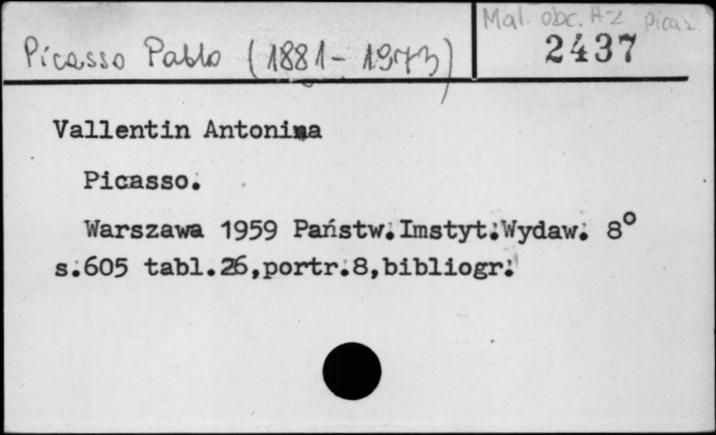 Mal. obc. A-Z Picas
Picasso Pablo (1881-1973)
2437
Vallentin Antonina
Picasso.
Warszawa 1959 Państw.Imstyt.Wydaw. 8°
s.605 tabl.26,portr.8,bibliogr.